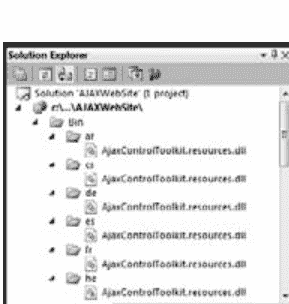 Solution Explorer
Solution 'AJAXWebSite' (1 project)
c:\...\AJAXWebSite\
Bin
ar
AjaxControlToolkit.resources.dll
cs
AjaxControlToolkit.resources.dll
de
AjaxControlToolkit.resources.dll
es
AjaxControlToolkit.resources.dll
fr
AjaxControlToolkit.resources.dll
he
AjaxControlToolkit.resources.dll